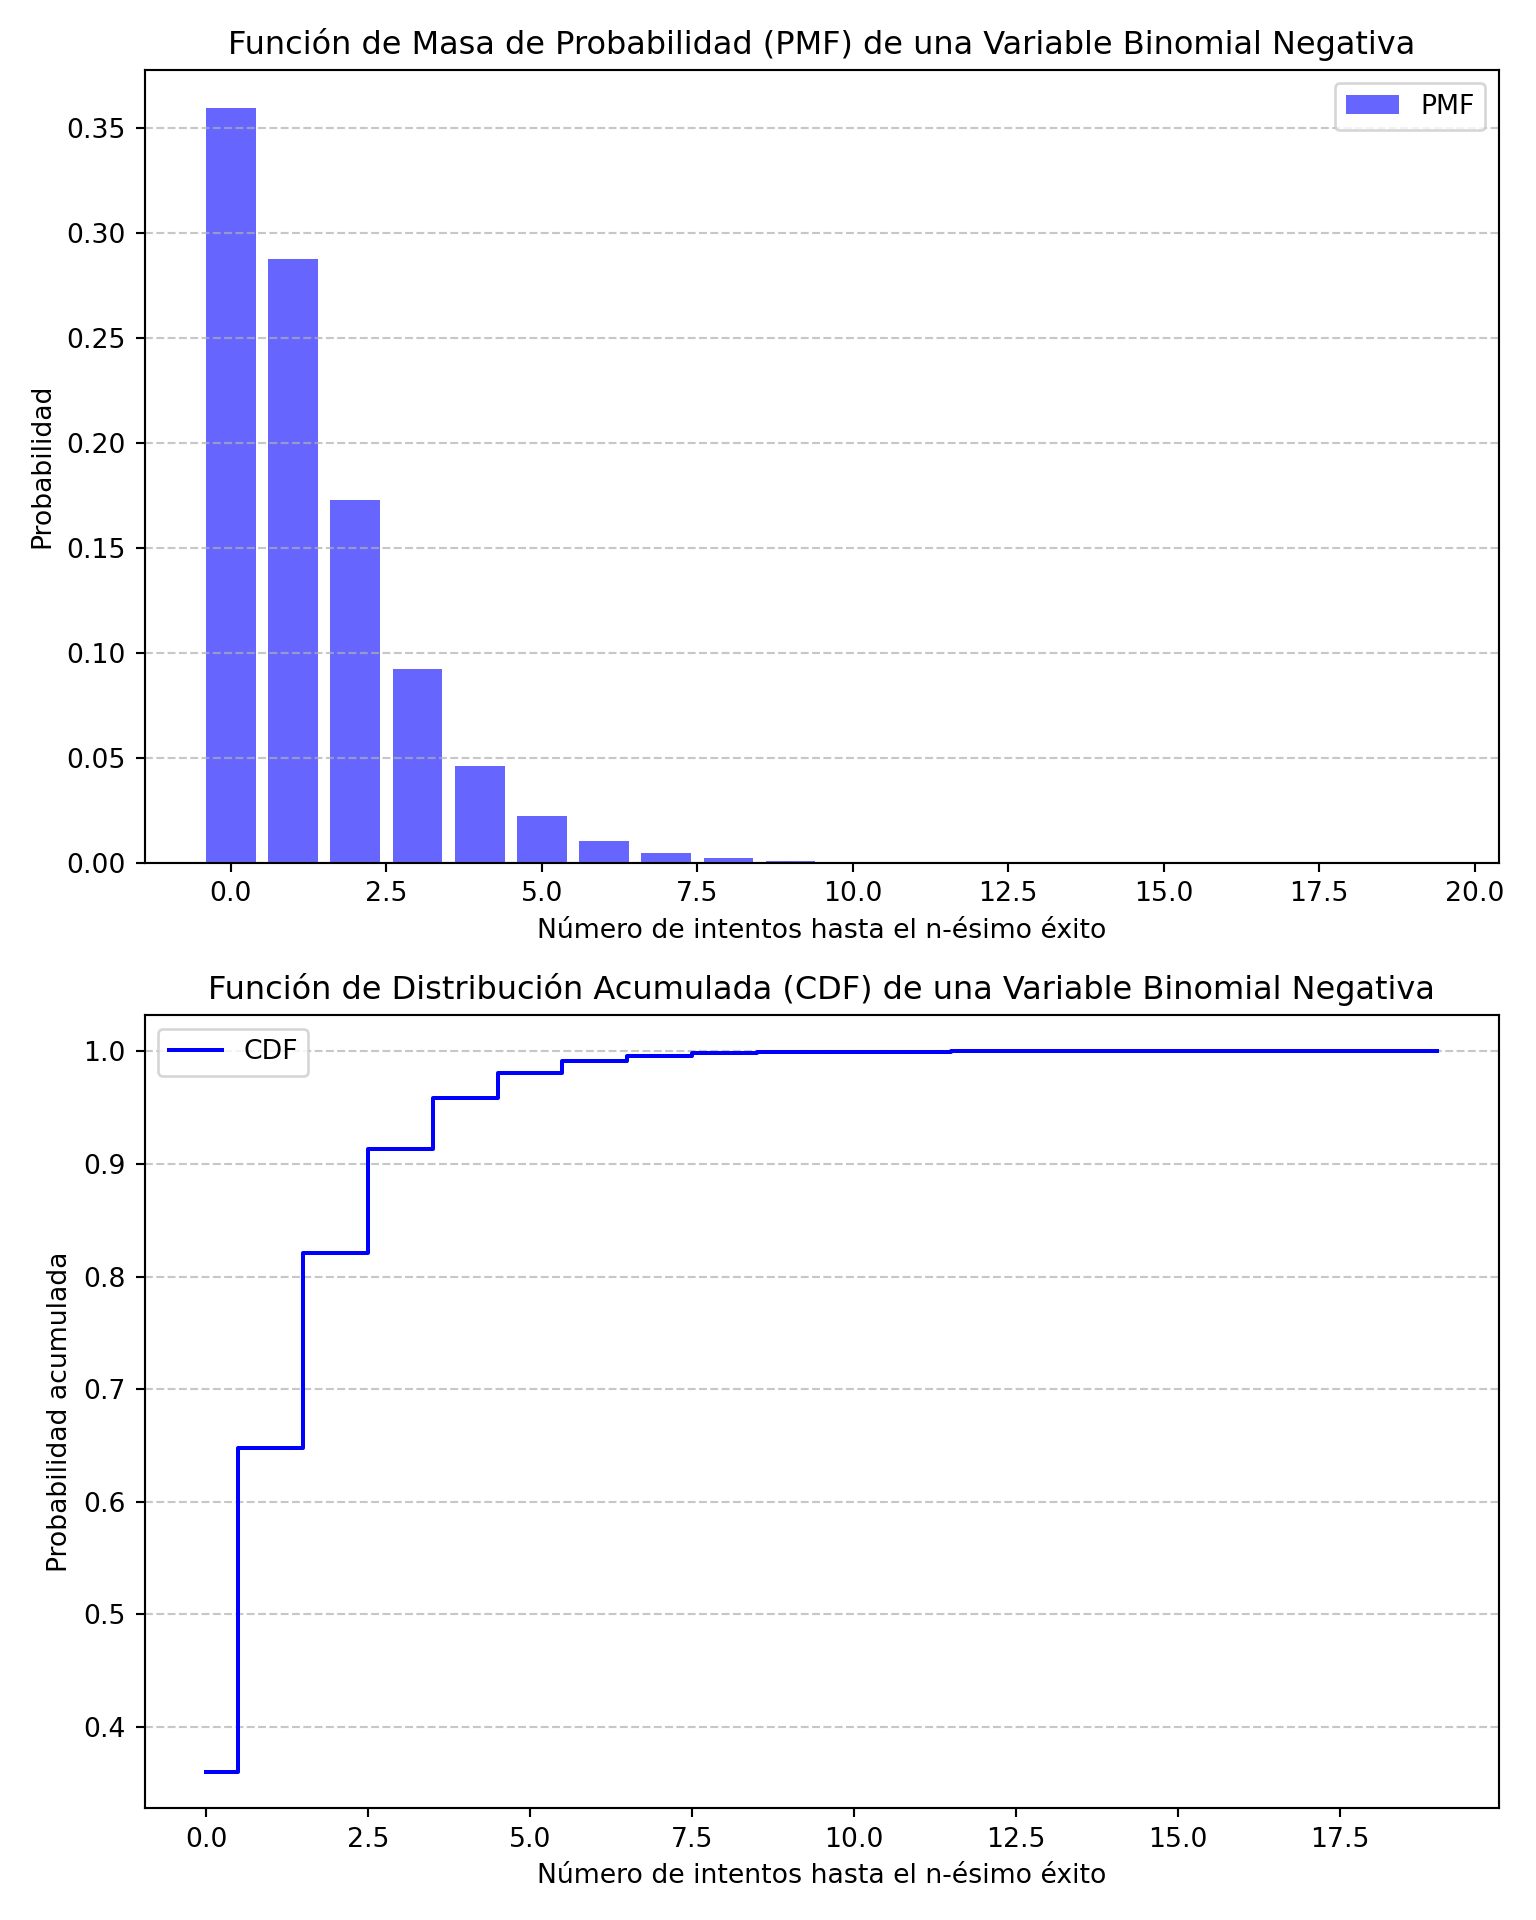 Función de Masa de Probabilidad (PMF) de una Variable Binomial Negativa
PMF
0.35
0.30
0.25
0.20
0.15
0.10
0.05
0.00
Probabilidad
0.0 2.5 5.0 7.5 10.0 12.5 15.0 17.5 20.0
Número de intentos hasta el n-ésimo éxito
Función de Distribución Acumulada (CDF) de una Variable Binomial Negativa
CDF
1.0
0.9
0.8
0.7
0.6
0.5
0.4
Probabilidad acumulada
0.0 2.5 5.0 7.5 10.0 12.5 15.0 17.5
Número de intentos hasta el n-ésimo éxito